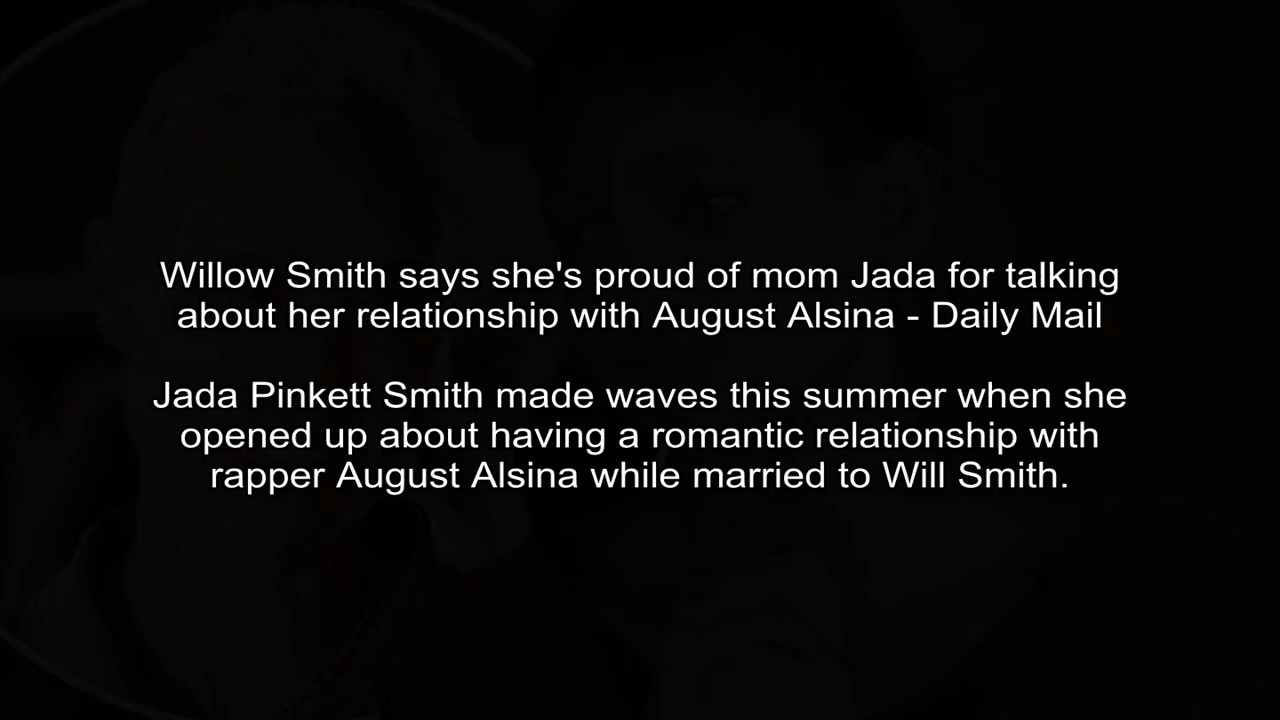 Willow Smith says she's proud of mom Jada for talking
about her relationship with August Alsina - Daily Mail
Jada Pinkett Smith made waves this summer when she
opened up about having a romantic relationship with
rapper August Alsina while married to Will Smith.